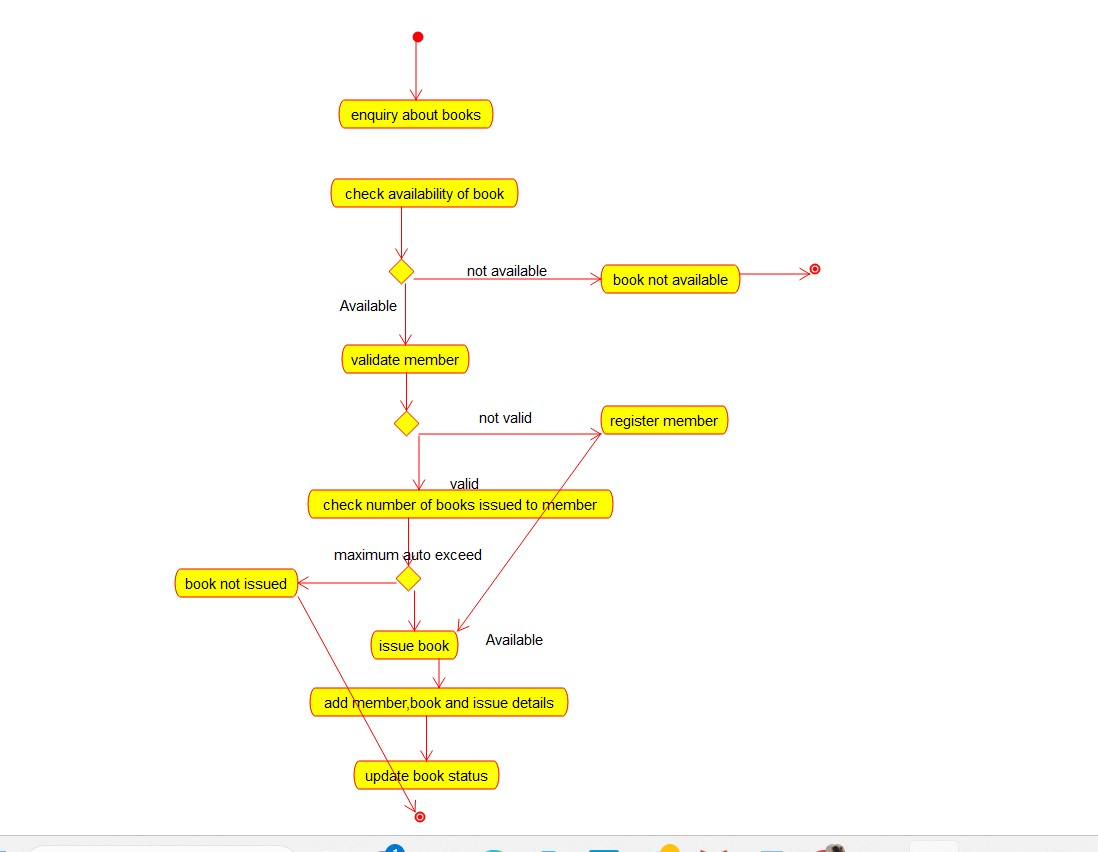 enquiry about books
check availability of book
not available
book not available
Available
validate member
not valid
register member
valid
check number of books issued to member
maximum auto exceed
book not issued
issue book
Available
add member,book and issue details
update book status